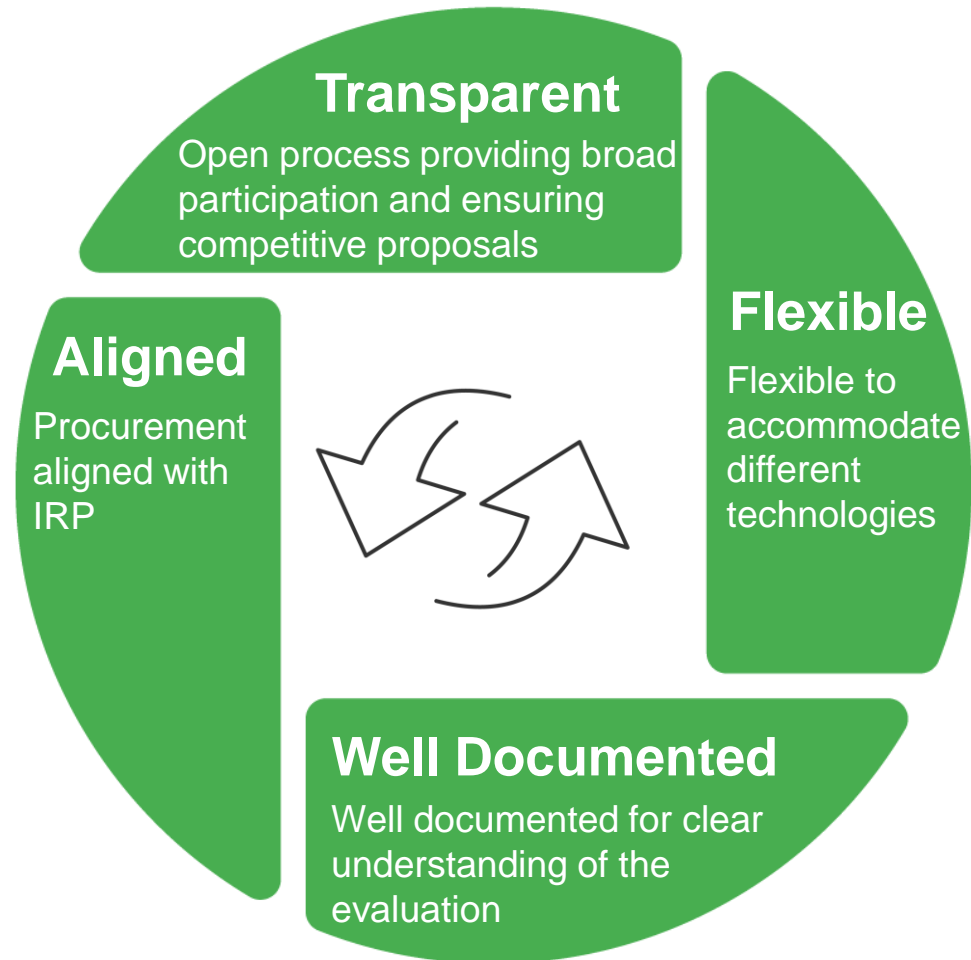 Transparent
Open process providing broad
participation and ensuring
competitive proposals
Flexible
Flexible to
accommodate
different
technologies
Aligned
Procurement
aligned with
IRP
Well Documented
Well documented for clear
understanding of the
evaluation